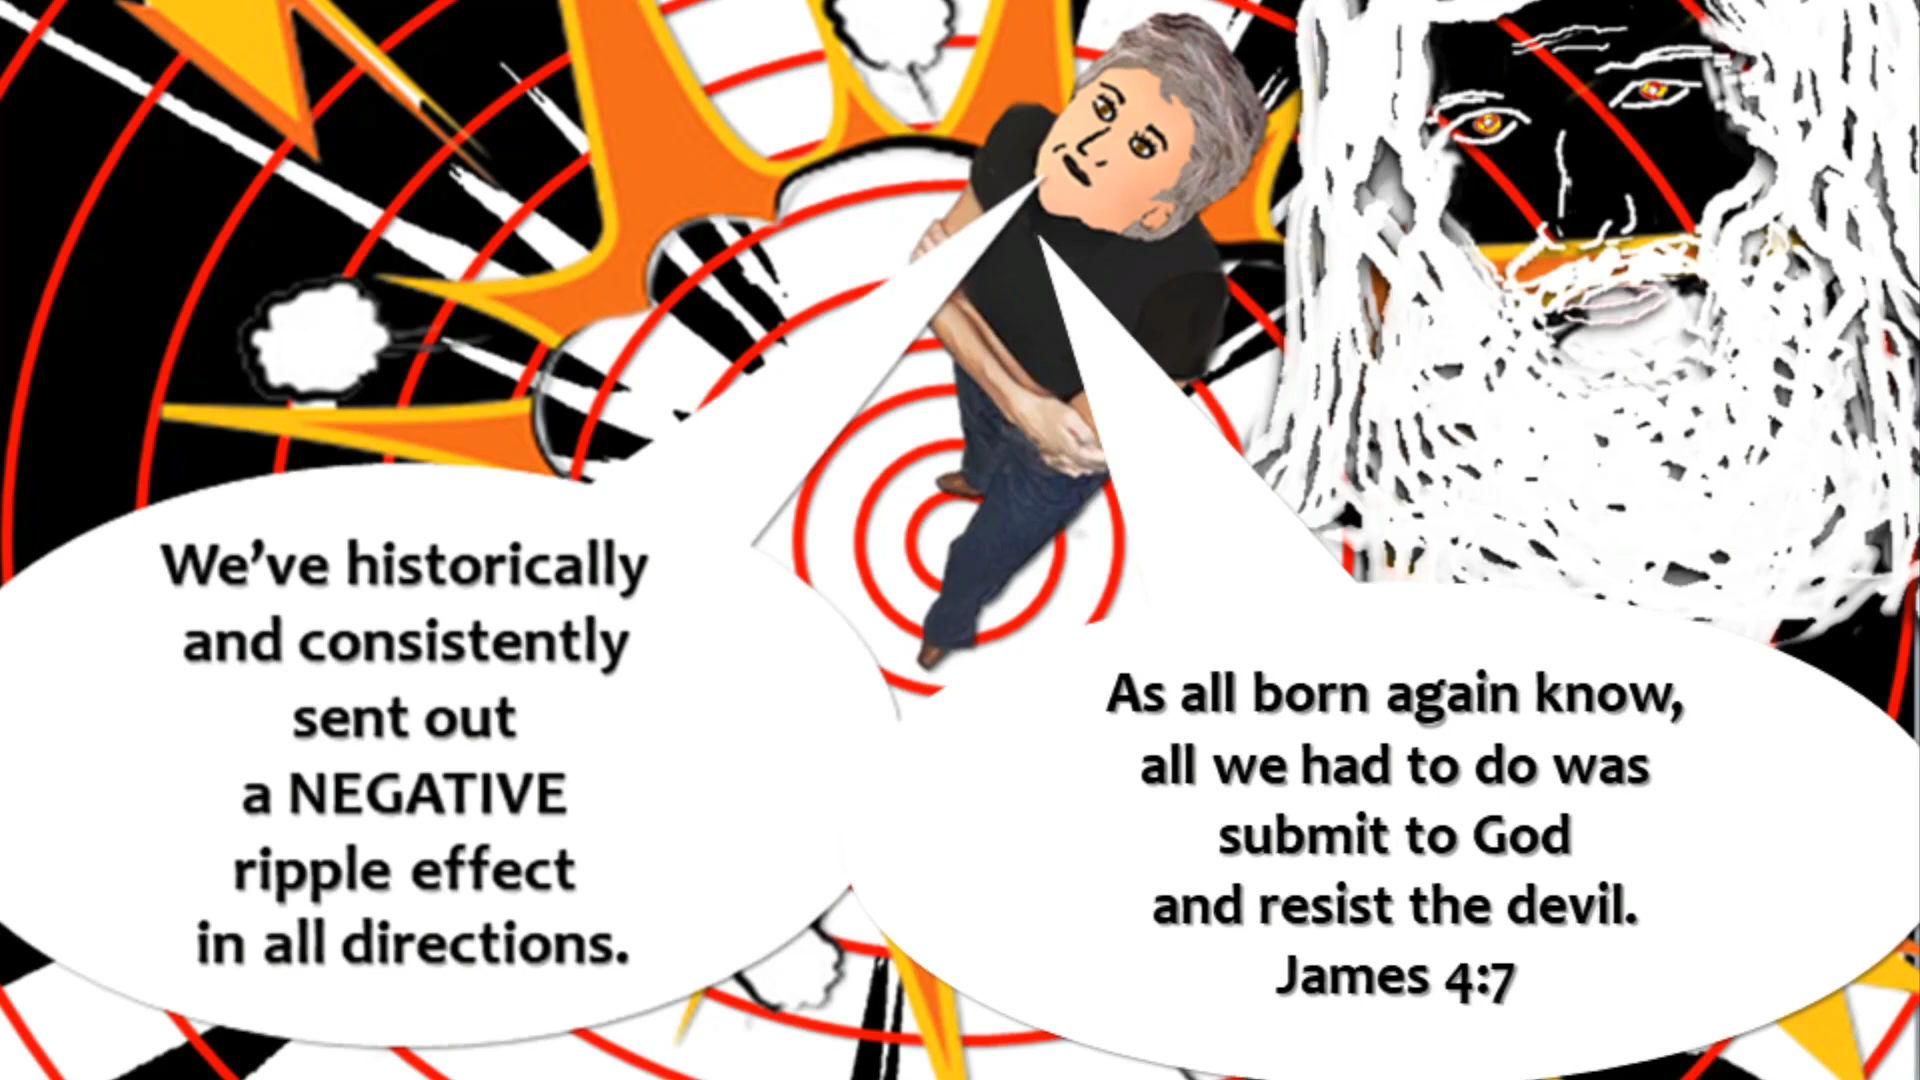 We’ve historically
and consistently
sent out
a NEGATIVE
ripple effect
in all directions.
As all born again know,
all we had to do was
submit to God
and resist the devil.
James 4:7